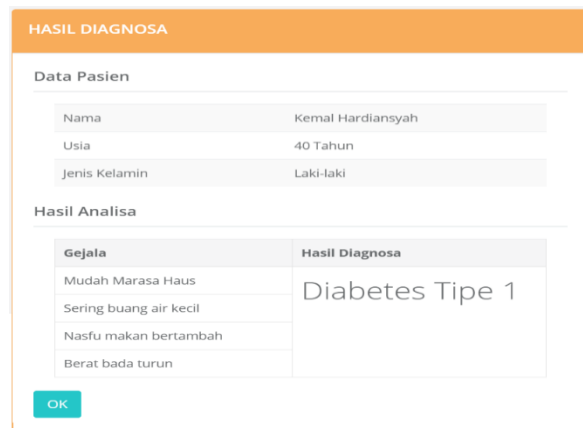 HASIL DIAGNOSA
Data Pasien
Nama Kemal Hardiansyah
Usia 40 Tahun
Jenis Kelamin Laki-laki
Hasil Analisa
Gejala Hasil Diagnosa
Mudah Marasa Haus
Diabetes Tipe 1
Sering buang air kecil
Nasfu makan bertambah
Berat bada turun
OK